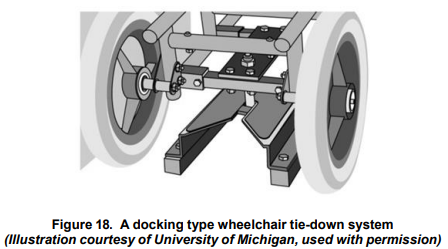 Figure 18.  A docking type wheelchair tie-down system
(Illustration courtesy of University of Michigan, used with permission)